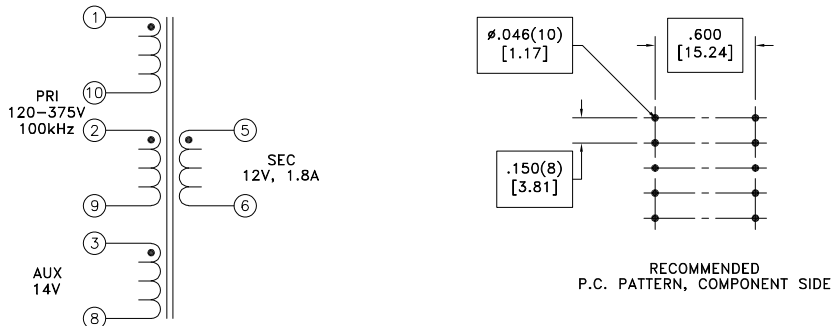 1
10
PRI
120-375V
100kHz
2
9
3
AUX
14V
8
5
SEC
12V, 1.8A
6
ø.046(10)
[1.17]
.600
[15.24]
.150(8)
[3.81]
RECOMMENDED
P.C. PATTERN, COMPONENT SIDE